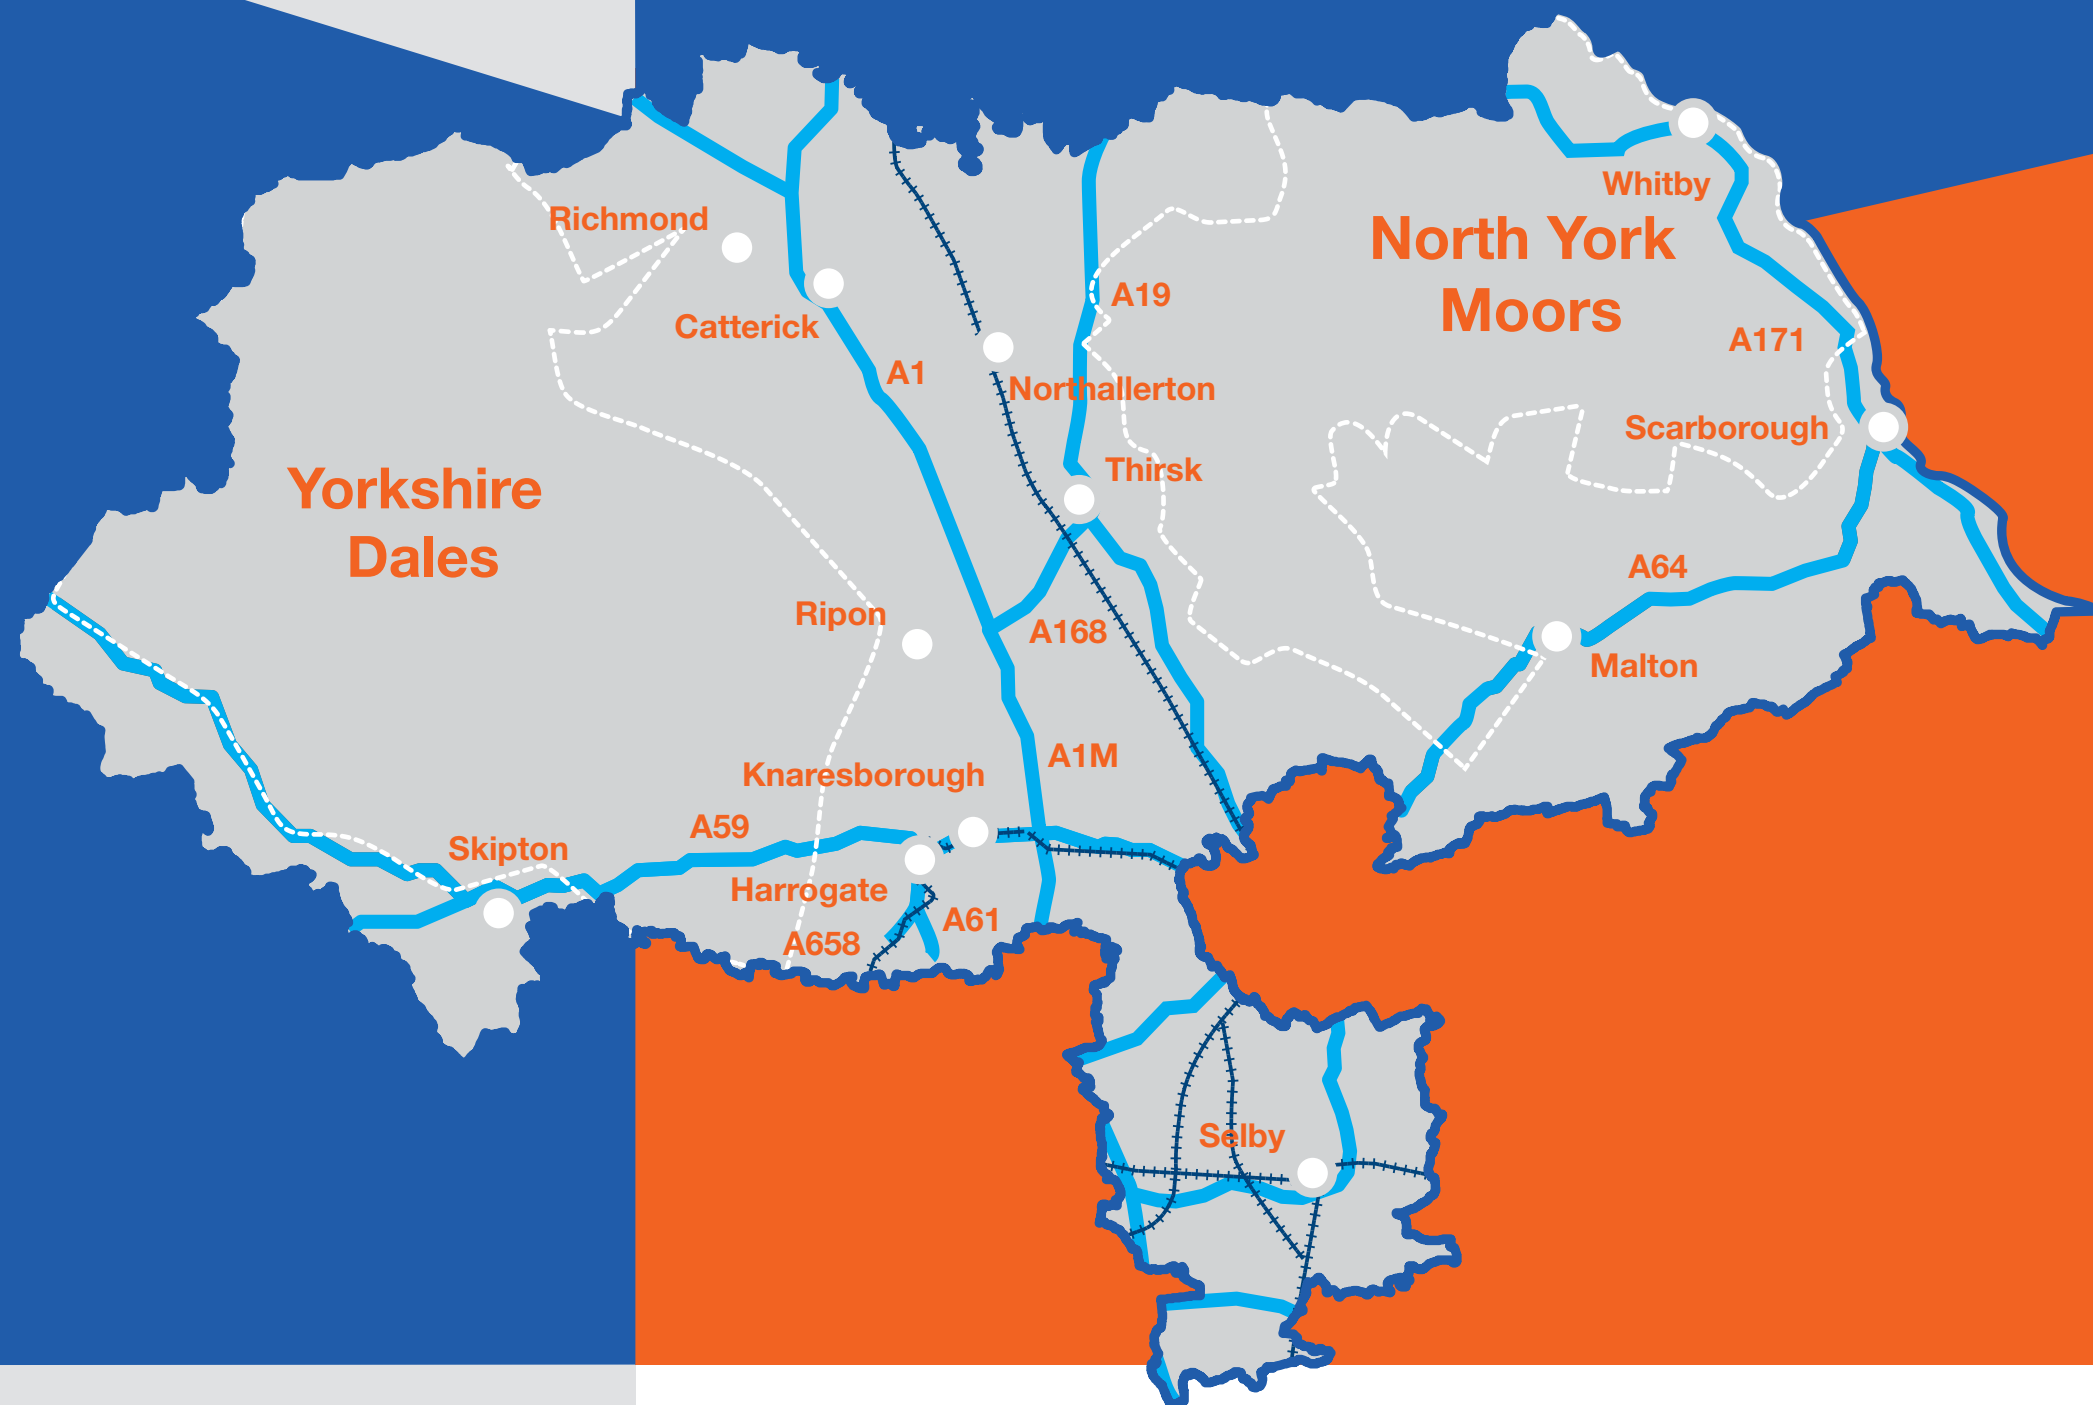 Whitby
Richmond
North York
Moors
A19
Catterick
A171
A1
Northallerton
Scarborough
Thirsk
Yorkshire
Dales
A64
Ripon
A168
Malton
A1M
Knaresborough
A59
Skipton
Harrogate
A61
A658
Selby